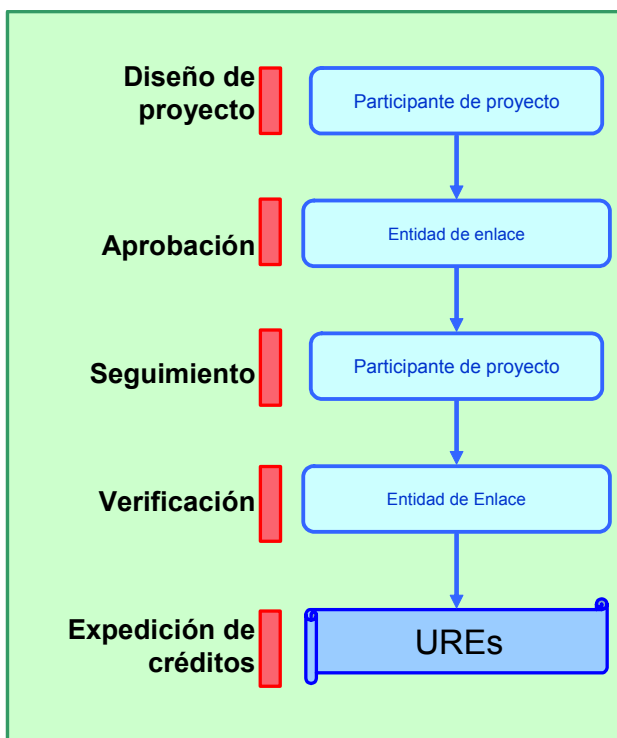 Diseño de
proyecto
Participante de proyecto
Aprobación
Entidad de enlace
Seguimiento
Participante de proyecto
Verificación
Entidad de Enlace
Expedición de
créditos
UREs